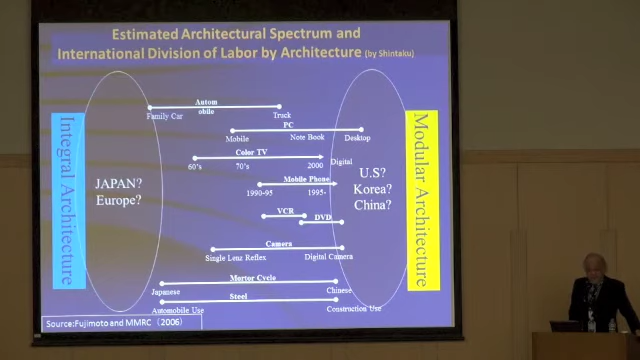 Estimated Architectural Spectrum and
International Division of Labor by Architecture (by Shintaku)
Integral Architecture
JAPAN?
Europe?
Autom
obile
Family Car
Truck
PC
Mobile
Note Book
Desktop
Color TV
60's
70's
2000
Digital
Mobile Phone
1990-95
1995-
VCR
DVD
Camera
Single Lenz Reflex
Digital Camera
Mortor Cycle
Japanese
Chinese
Steel
Automobile Use
Construction Use
U.S?
Korea?
China?
Modular Architecture
Source:Fujimoto and MMRC (2006)